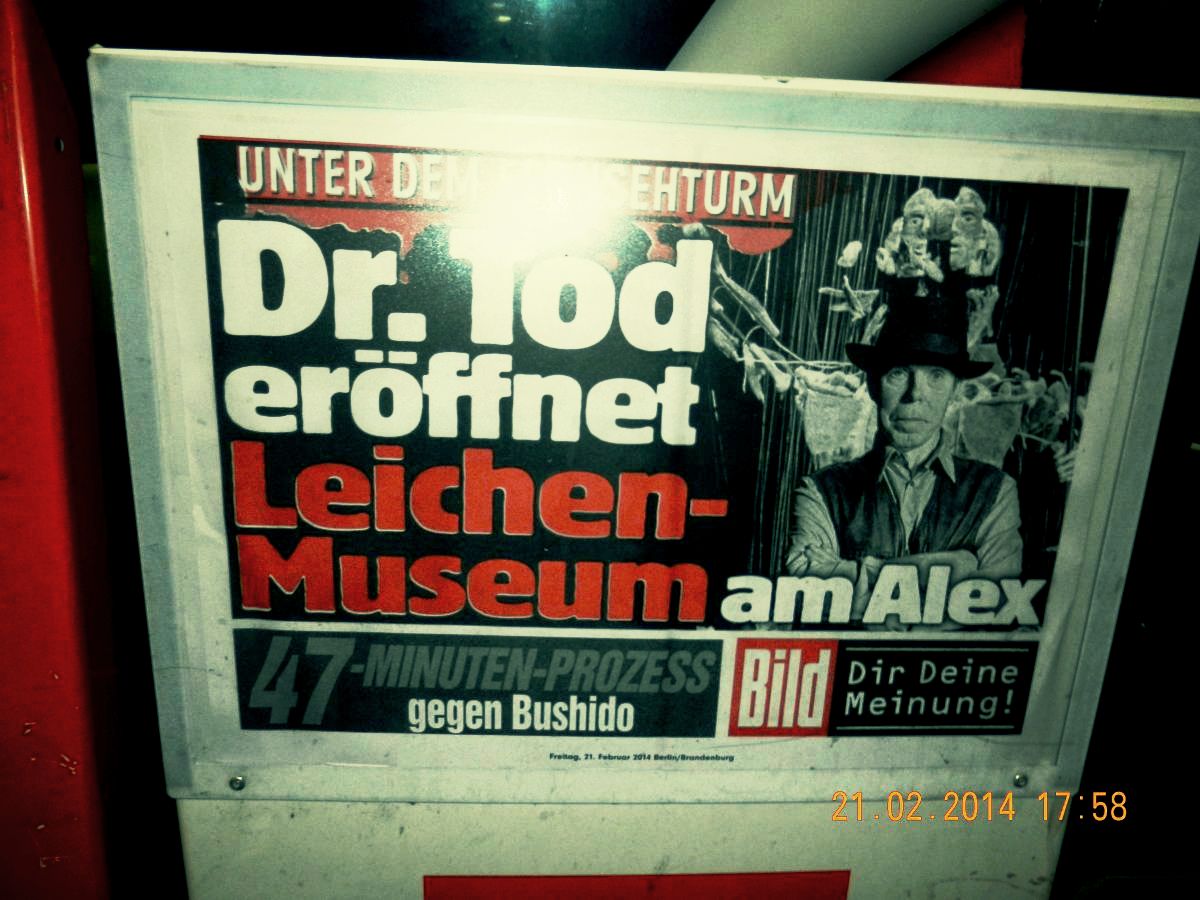 UNTER DEM FERNSEHTURM
Dr. Tod
eröffnet
Leichen-
Museum am Alex
47-MINUTEN-PROZESS
gegen Bushido
Bild
Dir Deine
Meinung!
Freitag, 21. Februar 2014 Berlin/Brandenburg
21.02.2014 17:58